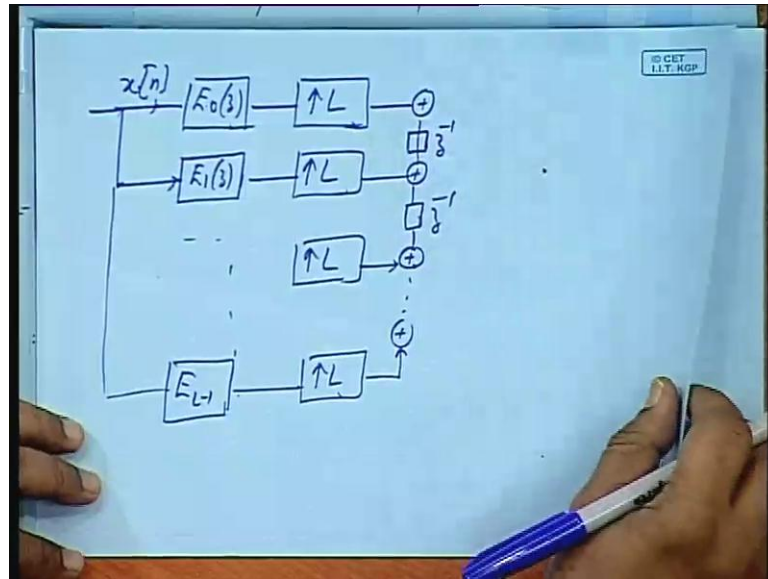 © CET
I.I.T. KGP
x[n]
E₀(z) ↑L +
z⁻¹
E₁(z) ↑L +
z⁻¹
↑L +
+
E_{L-1} ↑L